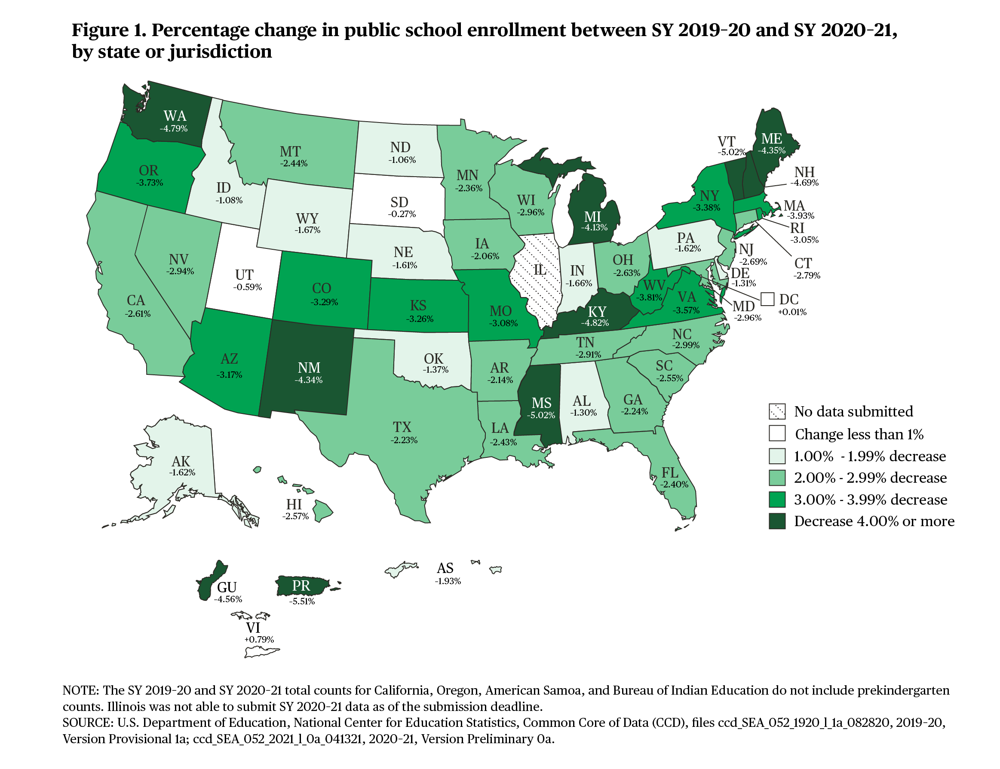 Figure 1. Percentage change in public school enrollment between SY 2019-20 and SY 2020-21,
by state or jurisdiction
WA
-4.79%
OR
-3.73%
ID
-1.08%
MT
-2.44%
ND
-1.06%
SD
-0.27%
WY
-1.67%
NE
-1.61%
MN
-2.36%
WI
-2.96%
IA
-2.06%
MI
-4.13%
VT
-5.02%
ME
-4.35%
NH
-4.69%
NY
-3.38%
MA
-3.93%
RI
-3.05%
CT
-2.79%
PA
-1.62%
NJ
-2.69%
DE
-1.31%
DC
+0.01%
MD
-2.96%
OH
-2.63%
IN
-1.66%
IL
WV
-3.81%
VA
-3.57%
KY
-4.82%
NV
-2.94%
UT
-0.59%
CA
-2.61%
CO
-3.29%
KS
-3.26%
MO
-3.08%
AZ
-3.17%
NM
-4.34%
OK
-1.37%
AR
-2.14%
TN
-2.91%
NC
-2.99%
SC
-2.55%
MS
-5.02%
AL
-1.30%
GA
-2.24%
TX
-2.23%
LA
-2.43%
FL
-2.40%
AK
-1.62%
HI
-2.57%
No data submitted
Change less than 1%
1.00% - 1.99% decrease
2.00% - 2.99% decrease
3.00% - 3.99% decrease
Decrease 4.00% or more
GU
-4.56%
PR
-5.51%
AS
-1.93%
VI
+0.79%
NOTE: The SY 2019-20 and SY 2020-21 total counts for California, Oregon, American Samoa, and Bureau of Indian Education do not include prekindergarten
counts. Illinois was not able to submit SY 2020-21 data as of the submission deadline.
SOURCE: U.S. Department of Education, National Center for Education Statistics, Common Core of Data (CCD), files ccd_SEA_052_1920_l_1a_082820, 2019-20,
Version Provisional 1a; ccd_SEA_052_2021_l_0a_041321, 2020-21, Version Preliminary 0a.